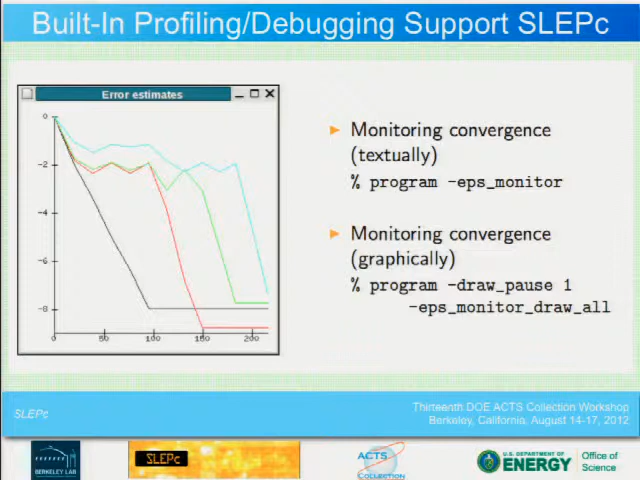 Built-In Profiling/Debugging Support SLEPc
Error estimates
0
-2
-4
-6
-8
0
50
100
150
200
Monitoring convergence
(textually)
% program -eps_monitor
Monitoring convergence
(graphically)
% program -draw_pause 1
-eps_monitor_draw_all
SLEPc
Thirteenth DOE ACTS Collection Workshop
Berkeley, California, August 14-17, 2012
BERKELEY LAB
SLEPc
ACTS
COLLECTION
U.S. DEPARTMENT OF
ENERGY
Office of
Science